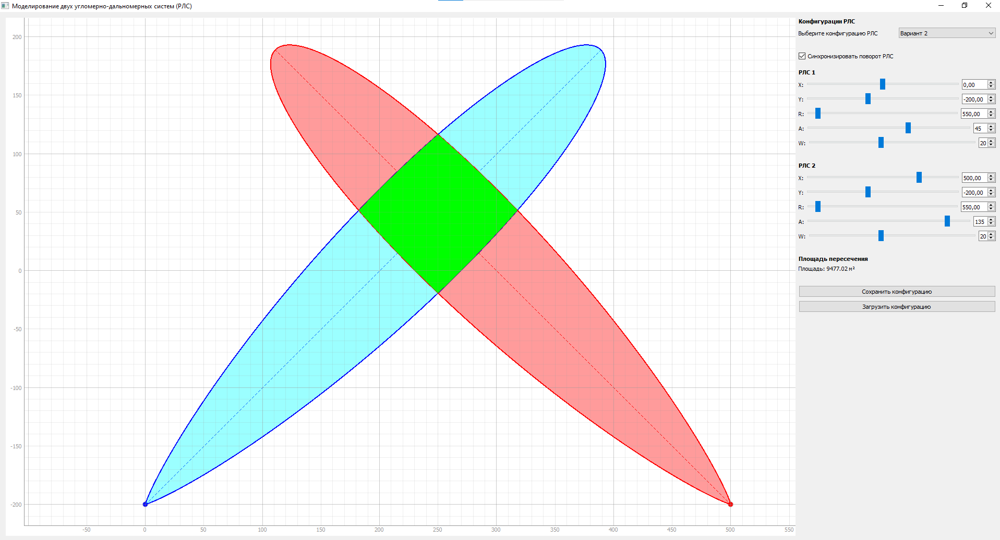 Моделирование двух угломерно-дальномерных систем (РЛС)
200
150
100
50
0
-50
-100
-150
-200
-50 0 50 100 150 200 250 300 350 400 450 500 550
Конфигурации РЛС
Выберите конфигурацию РЛС Вариант 2
Синхронизировать поворот РЛС
РЛС 1
X: 0,00
Y: -200,00
R: 550,00
A: 45
W: 20
РЛС 2
X: 500,00
Y: -200,00
R: 550,00
A: 135
W: 20
Площадь пересечения
Площадь: 9477.02 м²
Сохранить конфигурацию
Загрузить конфигурацию